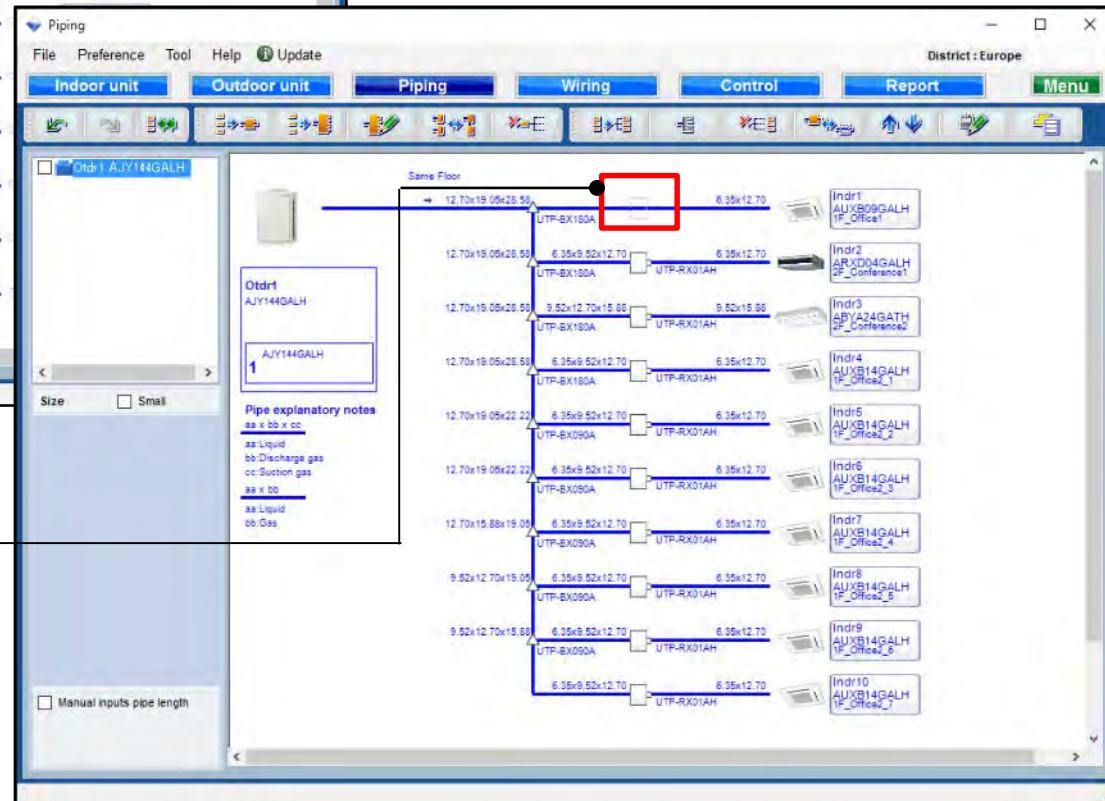 Piping
File Preference Tool Help Update
District : Europe
Indoor unit Outdoor unit Piping Wiring Control Report Menu
Otdr1 AJY144GALH
Size Small
Manual inputs pipe length
Same Floor
Otdr1
AJY144GALH
AJY144GALH
1
Pipe explanatory notes
aa x bb x cc
aa:Liquid
bb:Discharge gas
cc:Suction gas
aa x bb
aa:Liquid
bb:Gas
12.70x19.05x28.58 6.35x12.70 Indr1
UTP-BX180A AUXB09GALH
1F_Office1
12.70x19.05x28.58 6.35x9.52x12.70 6.35x12.70 Indr2
UTP-BX180A UTP-RX01AH ARXD04GALH
2F_Conference1
12.70x19.05x28.58 9.52x12.70x15.88 9.52x15.88 Indr3
UTP-BX180A UTP-RX01AH ABYA24GATH
2F_Conference2
12.70x19.05x28.58 6.35x9.52x12.70 6.35x12.70 Indr4
UTP-BX180A UTP-RX01AH AUXB14GALH
1F_Office2_1
12.70x19.05x22.22 6.35x9.52x12.70 6.35x12.70 Indr5
UTP-BX090A UTP-RX01AH AUXB14GALH
1F_Office2_2
12.70x19.05x22.22 6.35x9.52x12.70 6.35x12.70 Indr6
UTP-BX090A UTP-RX01AH AUXB14GALH
1F_Office2_3
12.70x15.88x19.05 6.35x9.52x12.70 6.35x12.70 Indr7
UTP-BX090A UTP-RX01AH AUXB14GALH
1F_Office2_4
9.52x12.70x19.05 6.35x9.52x12.70 6.35x12.70 Indr8
UTP-BX090A UTP-RX01AH AUXB14GALH
1F_Office2_5
9.52x12.70x15.88 6.35x9.52x12.70 6.35x12.70 Indr9
UTP-BX090A UTP-RX01AH AUXB14GALH
1F_Office2_6
6.35x9.52x12.70 6.35x12.70 Indr10
UTP-RX01AH AUXB14GALH
1F_Office2_7